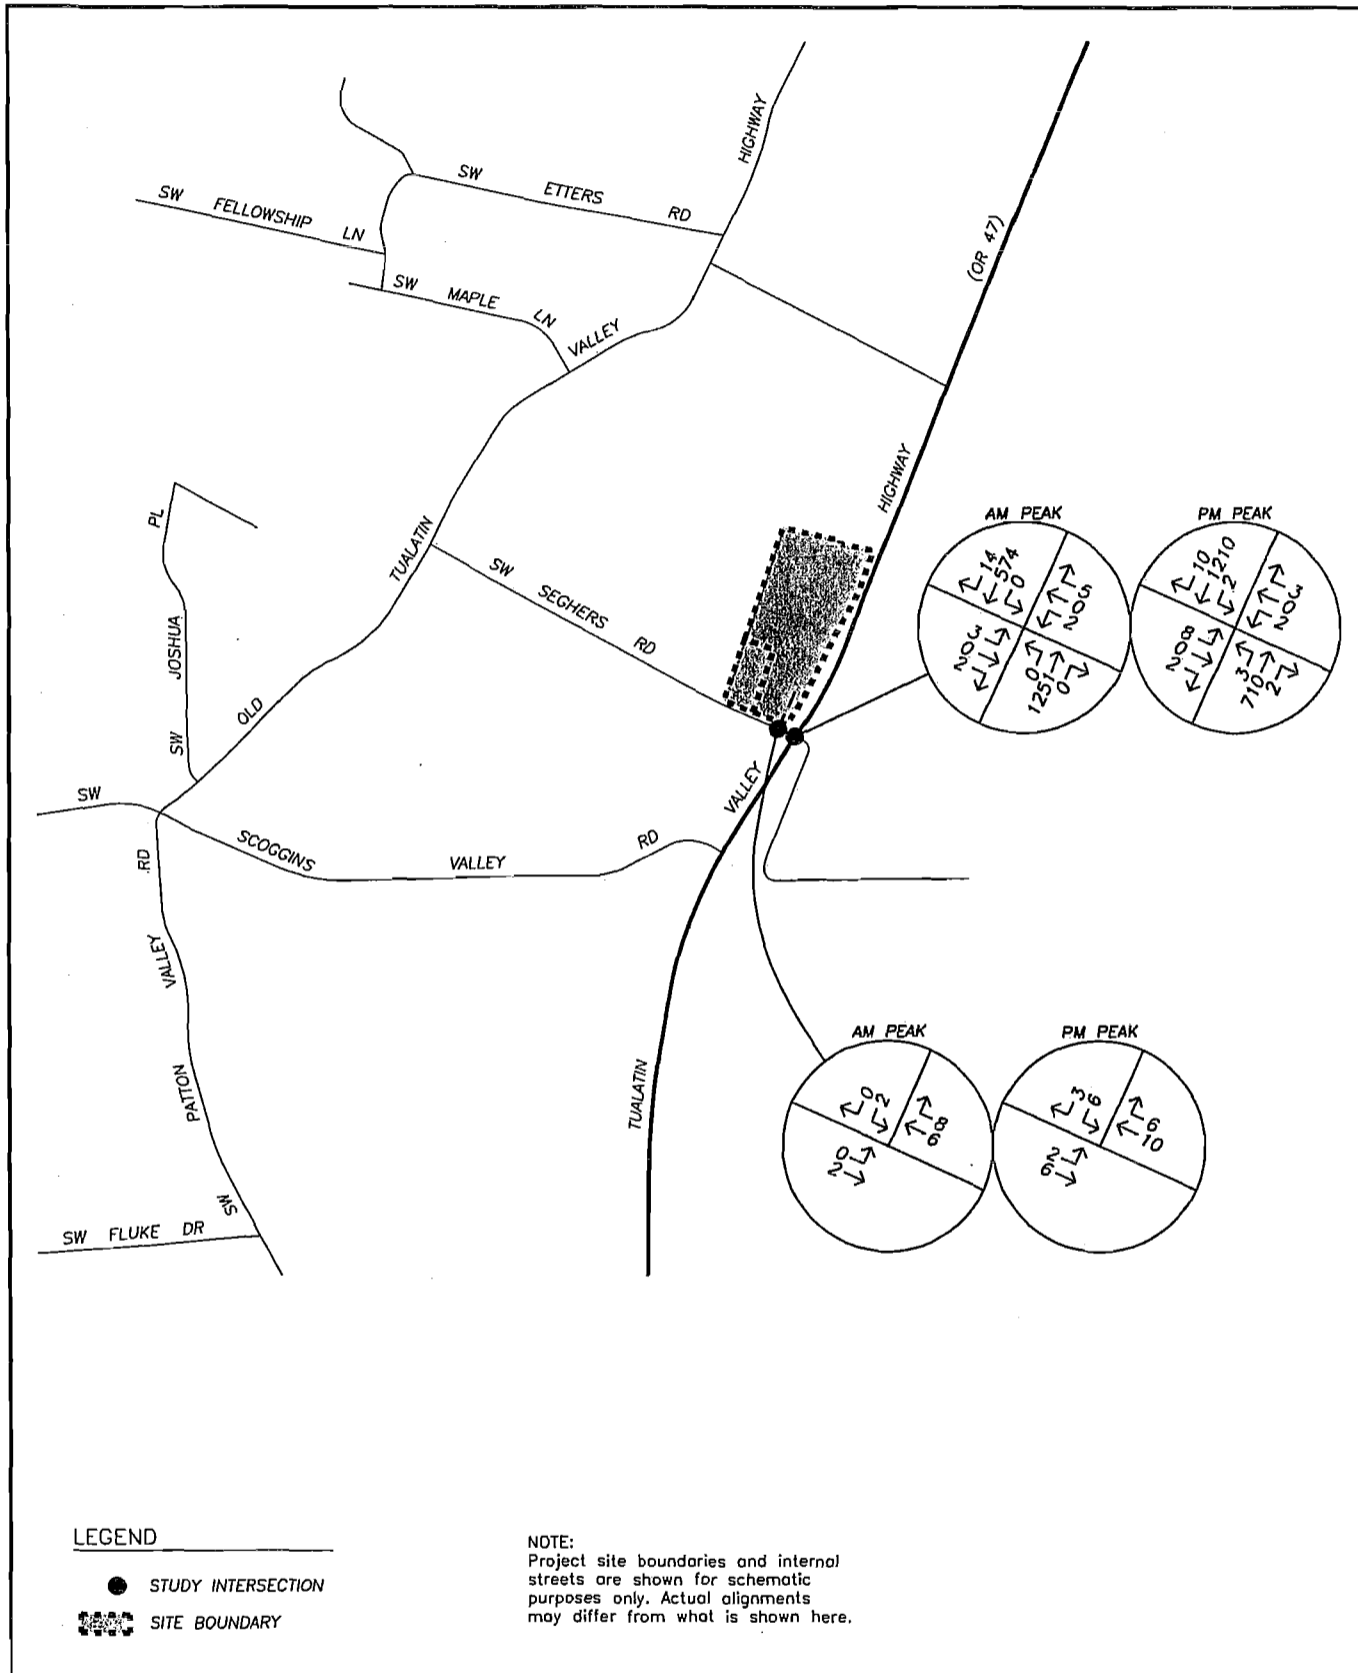 HIGHWAY
SW ETTERS RD
SW FELLOWSHIP LN
(OR 47)
SW MAPLE LN
VALLEY
HIGHWAY
TUALATIN
PL
JOSHUA
SW
SW SEGHERS RD
OLD
AM PEAK
14
574
0
5
0
2
3
0
2
0
1251
0
PM PEAK
10
1210
2
3
0
2
8
0
2
3
710
2
SW
SCOGGINS VALLEY RD
VALLEY
RD
VALLEY
PATTON
SW
TUALATIN
SW FLUKE DR
AM PEAK
0
2
8
6
0
2
PM PEAK
3
6
6
10
2
6
LEGEND
STUDY INTERSECTION
SITE BOUNDARY
NOTE:
Project site boundaries and internal
streets are shown for schematic
purposes only. Actual alignments
may differ from what is shown here.